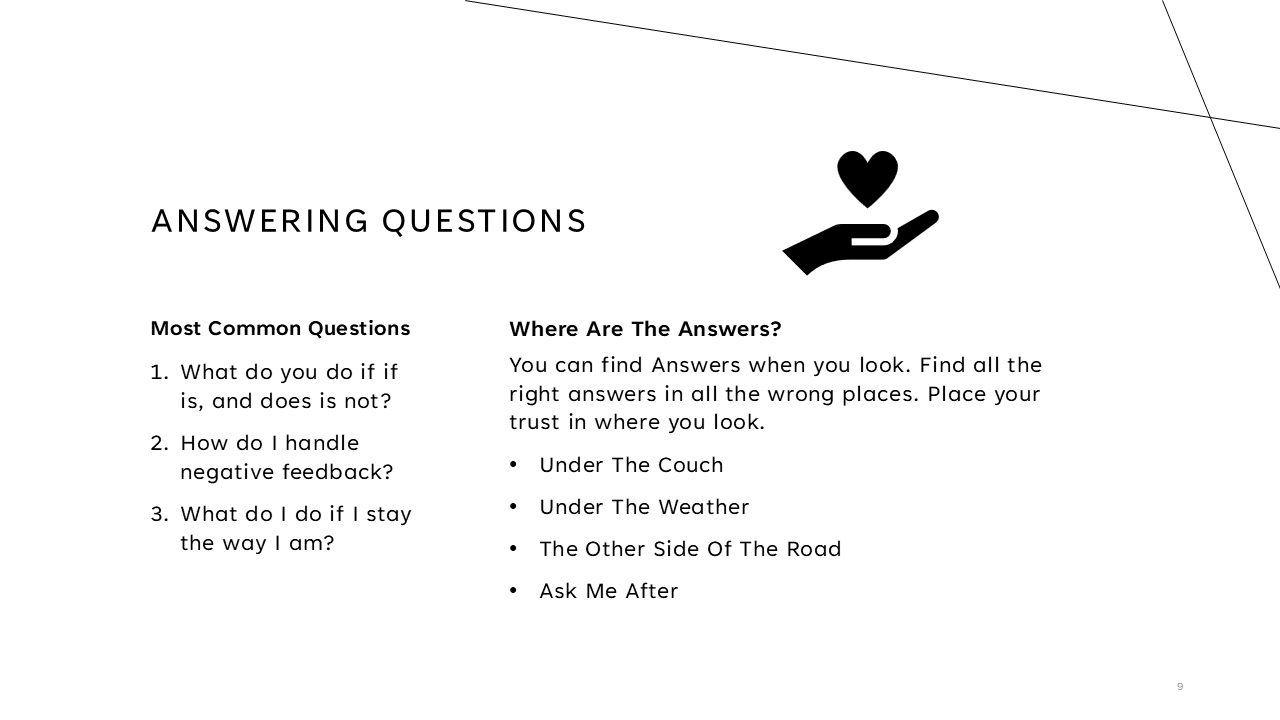 ANSWERING QUESTIONS
Most Common Questions
1. What do you do if if
is, and does is not?
2. How do I handle
negative feedback?
3. What do I do if I stay
the way I am?
Where Are The Answers?
You can find Answers when you look. Find all the
right answers in all the wrong places. Place your
trust in where you look.
• Under The Couch
• Under The Weather
• The Other Side Of The Road
• Ask Me After
9